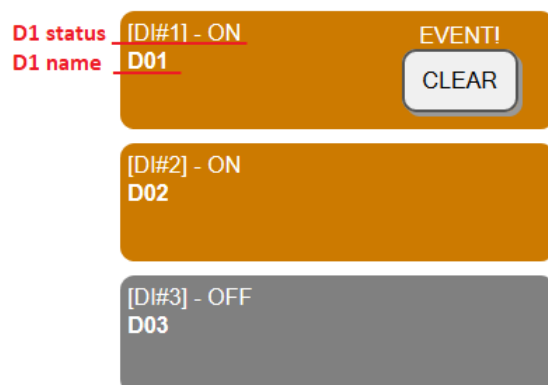 D1 status [DI#1] - ON EVENT!
D1 name D01 CLEAR
[DI#2] - ON
D02
[DI#3] - OFF
D03